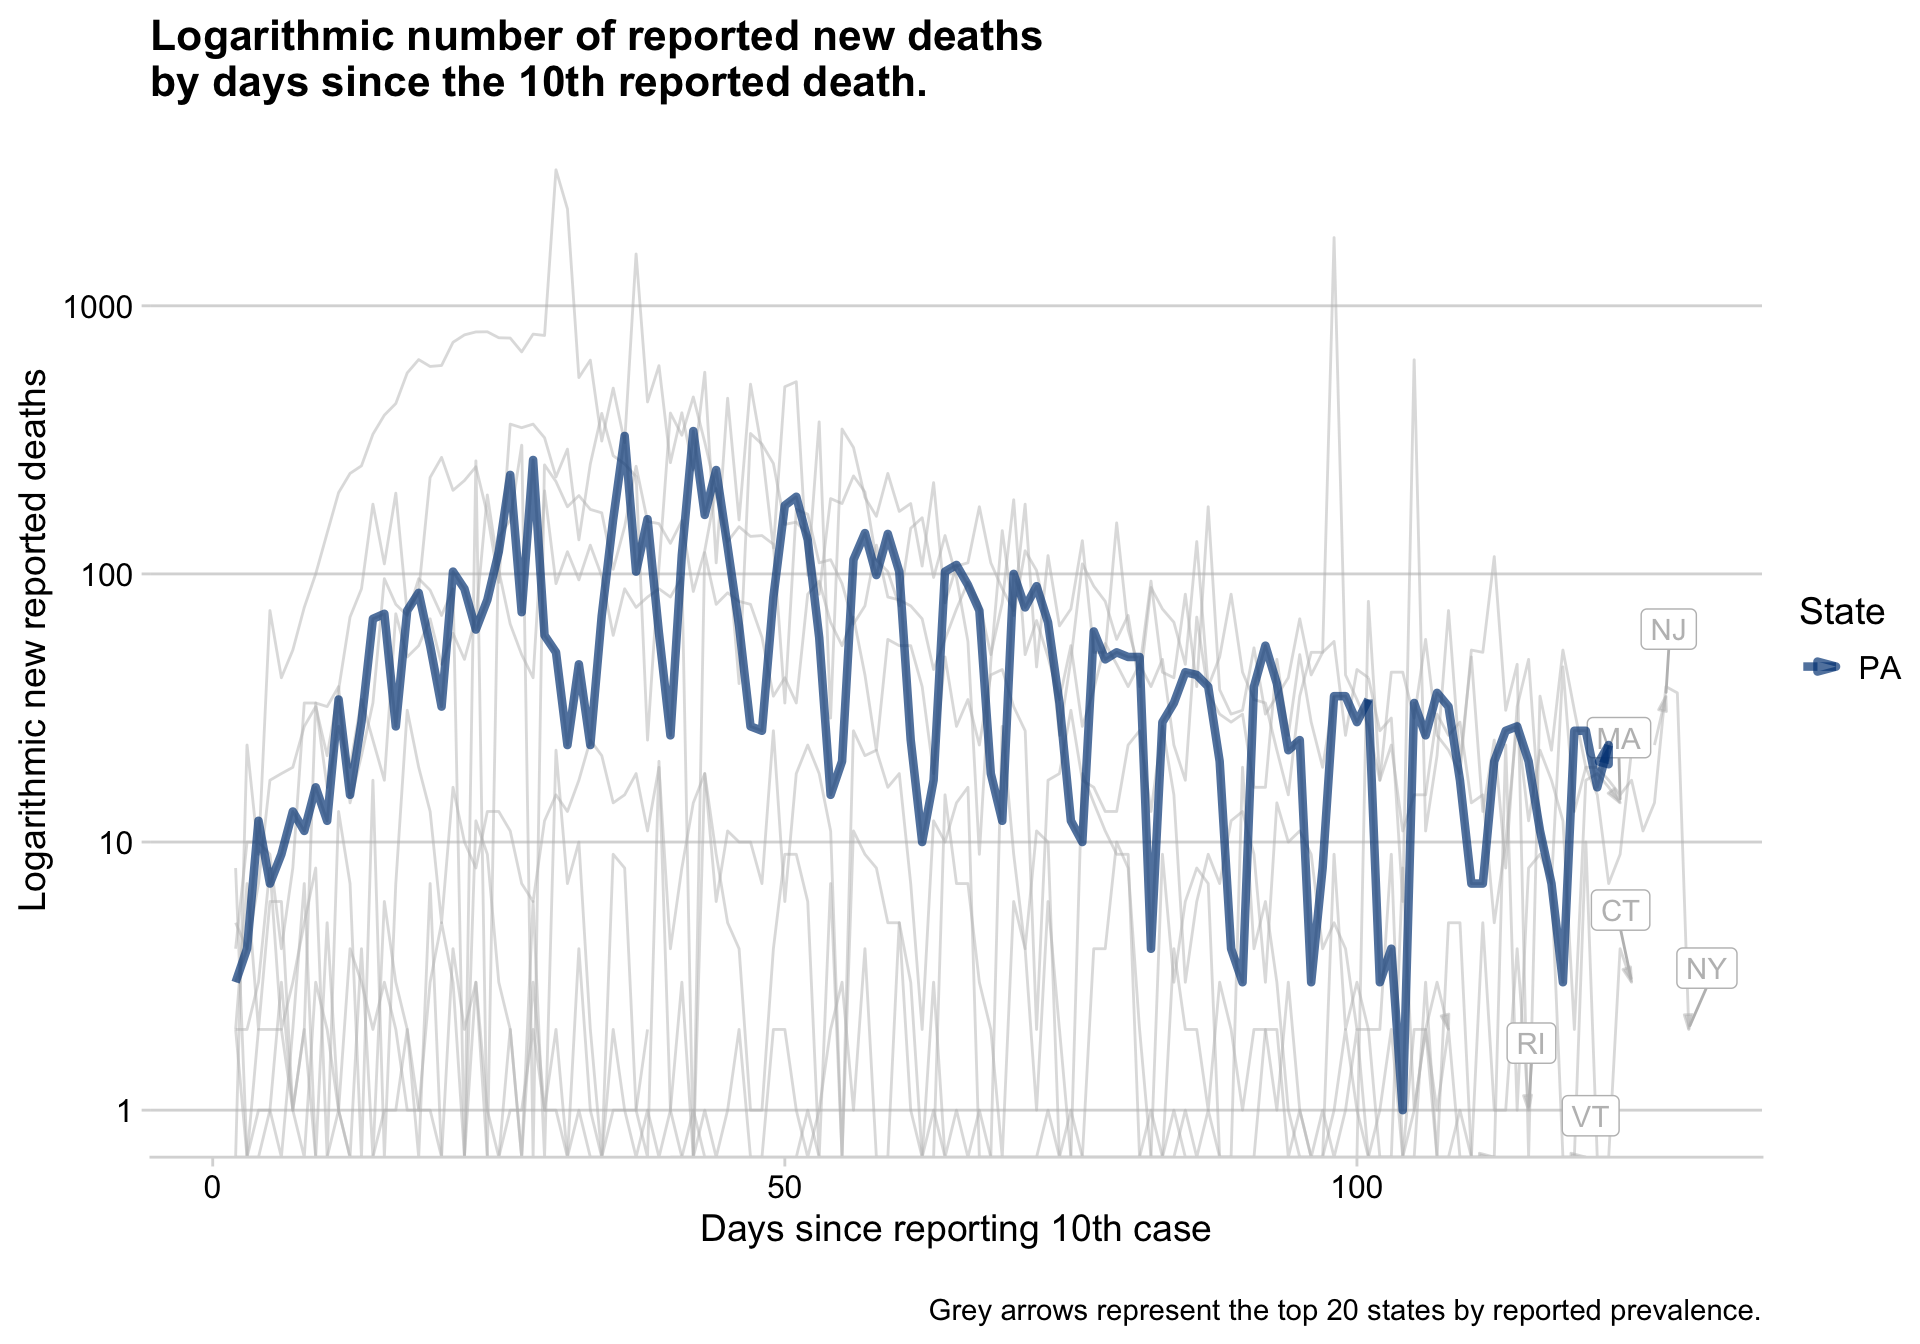 Logarithmic number of reported new deaths
by days since the 10th reported death.
Logarithmic new reported deaths
1000
100
10
1
0
50
100
Days since reporting 10th case
NJ
MA
CT
NY
RI
VT
State
PA
Grey arrows represent the top 20 states by reported prevalence.